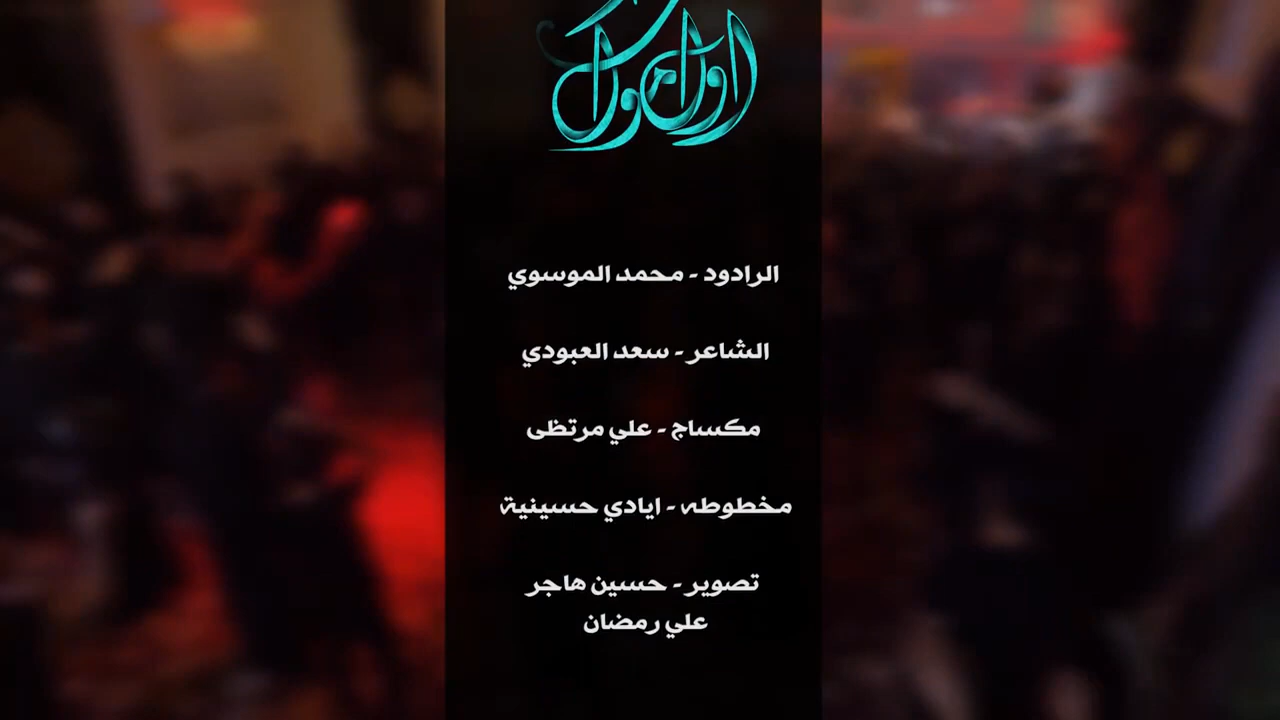 الرادود - محمد الموسوي
الشاعر - سعد العبودي
مكساج - علي مرتظى
مخطوطه - ايادي حسينية
تصوير - حسين هاجر
علي رمضان